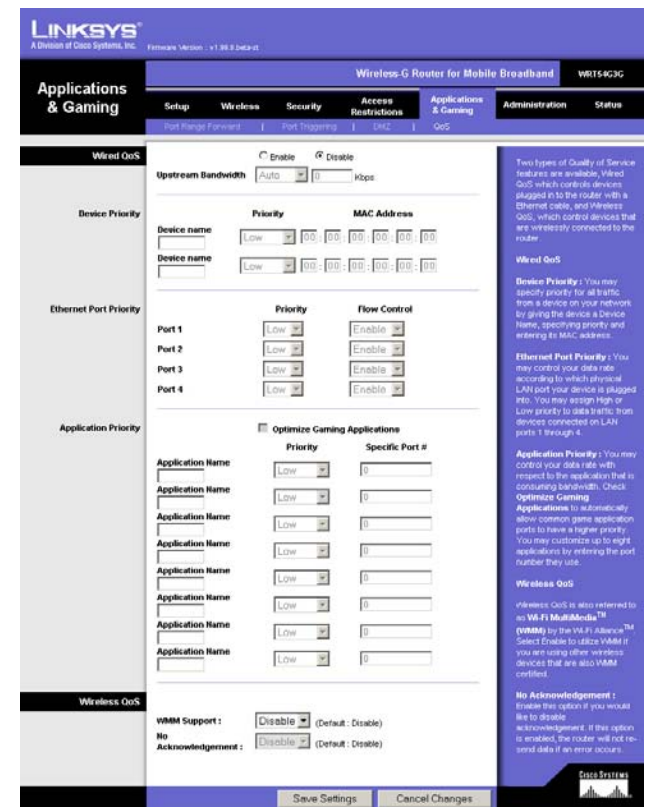 LINKSYS®
A Division of Cisco Systems, Inc.
Wireless-G Router for Mobile Broadband
WRT54G3G
Applications & Gaming
Setup
Wireless
Security
Access Restrictions
Applications & Gaming
Administration
Status
Port Range Forward | Port Triggering | DMZ | QoS
Wired QoS
Enable Disable
Upstream Bandwidth Auto 0 Kbps
Device Priority
Priority MAC Address
Device name
Low 00 : 00 : 00 : 00 : 00 : 00
Device name
Low 00 : 00 : 00 : 00 : 00 : 00
Ethernet Port Priority
Priority Flow Control
Port 1 Low Enable
Port 2 Low Enable
Port 3 Low Enable
Port 4 Low Enable
Application Priority
Optimize Gaming Applications
Priority Specific Port #
Application Name
Low 0
Application Name
Low 0
Application Name
Low 0
Application Name
Low 0
Application Name
Low 0
Application Name
Low 0
Application Name
Low 0
Application Name
Low 0
Wireless QoS
WMM Support : Disable (Default : Disable)
No Acknowledgement : Disable (Default : Disable)
Two types of Quality of Service
features are available, Wired
QoS which controls devices
plugged in to the router with a
Ethernet cable, and Wireless
QoS, which control devices that
are wirelessly connected to the
router.
Wired QoS
Device Priority : You may
specify priority for all traffic
from a device on your network
by giving the device a Device
Name, specifying priority and
entering its MAC address.
Ethernet Port Priority : You
may control your data rate
according to which physical
LAN port your device is plugged
into. You may assign High or
Low priority to data traffic from
devices connected on LAN
ports 1 through 4.
Application Priority : You may
control your data rate with
respect to the application that is
consuming bandwidth. Check
Optimize Gaming
Applications to automatically
allow common game application
ports to have a higher priority.
You may customize up to eight
applications by entering the port
number they use.
Wireless QoS
Wireless QoS is also referred to
as Wi-Fi MultiMedia TM
(WMM) by the Wi-Fi Alliance TM.
Select Enable to utilize WMM if
you are using other wireless
devices that are also WMM
certified.
No Acknowledgement :
Enable this option if you would
like to disable
acknowledgement. If this option
is enabled, the router will not re-
send data if an error occurs.
Save Settings
Cancel Changes
CISCO SYSTEMS